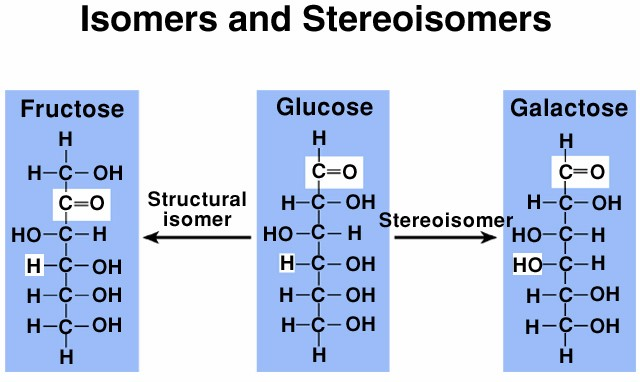 Isomers and Stereoisomers
Fructose
H
H–C–OH
C=O
HO–C–H
H–C–OH
H–C–OH
H–C–OH
H
Structural
isomer
Glucose
H
C=O
H–C–OH
HO–C–H
H–C–OH
H–C–OH
H–C–OH
H
Stereoisomer
Galactose
H
C=O
H–C–OH
HO–C–H
HO–C–H
H–C–OH
H–C–OH
H